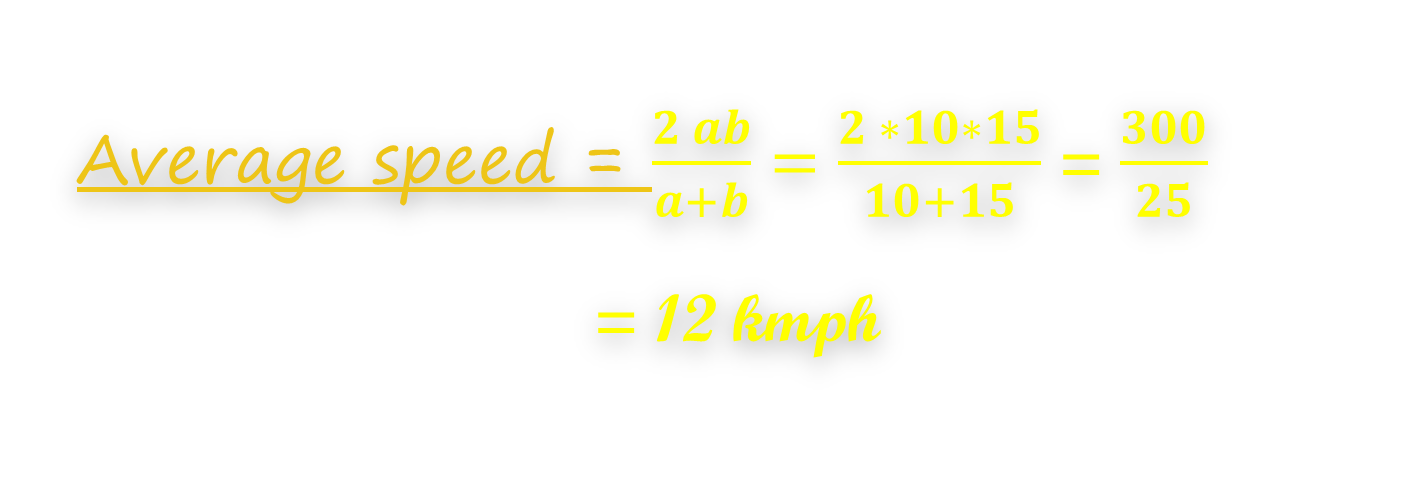 Average speed = 2 ab / a+b = 2 *10*15 / 10+15 = 300 / 25
= 12 kmph